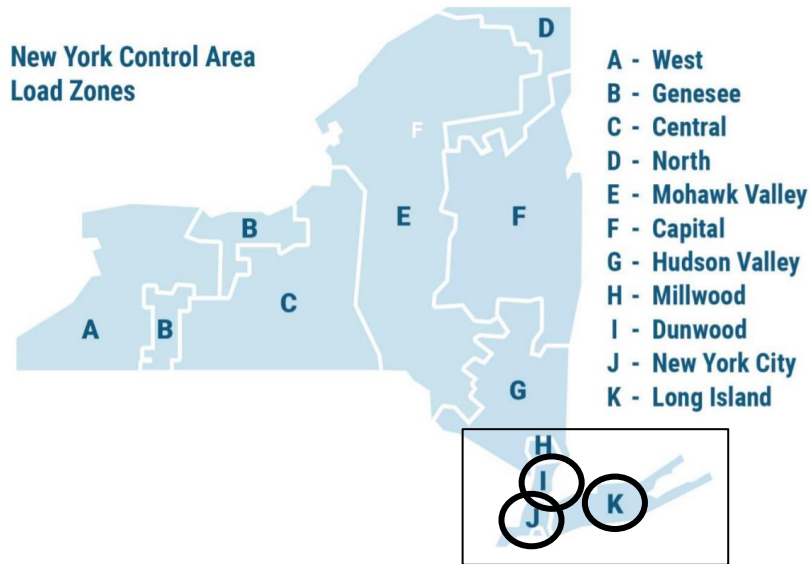 New York Control Area
Load Zones
A - West
B - Genesee
C - Central
D - North
E - Mohawk Valley
F - Capital
G - Hudson Valley
H - Millwood
I - Dunwood
J - New York City
K - Long Island
D
F
B
E
F
C
A
B
G
H
I
K
J